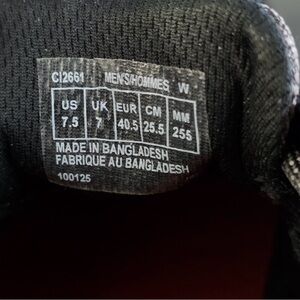 CI2661 MEN'S/HOMMES W
US UK EUR CM MM
7.5 7 40.5 25.5 255
MADE IN BANGLADESH
FABRIQUE AU BANGLADESH
100125